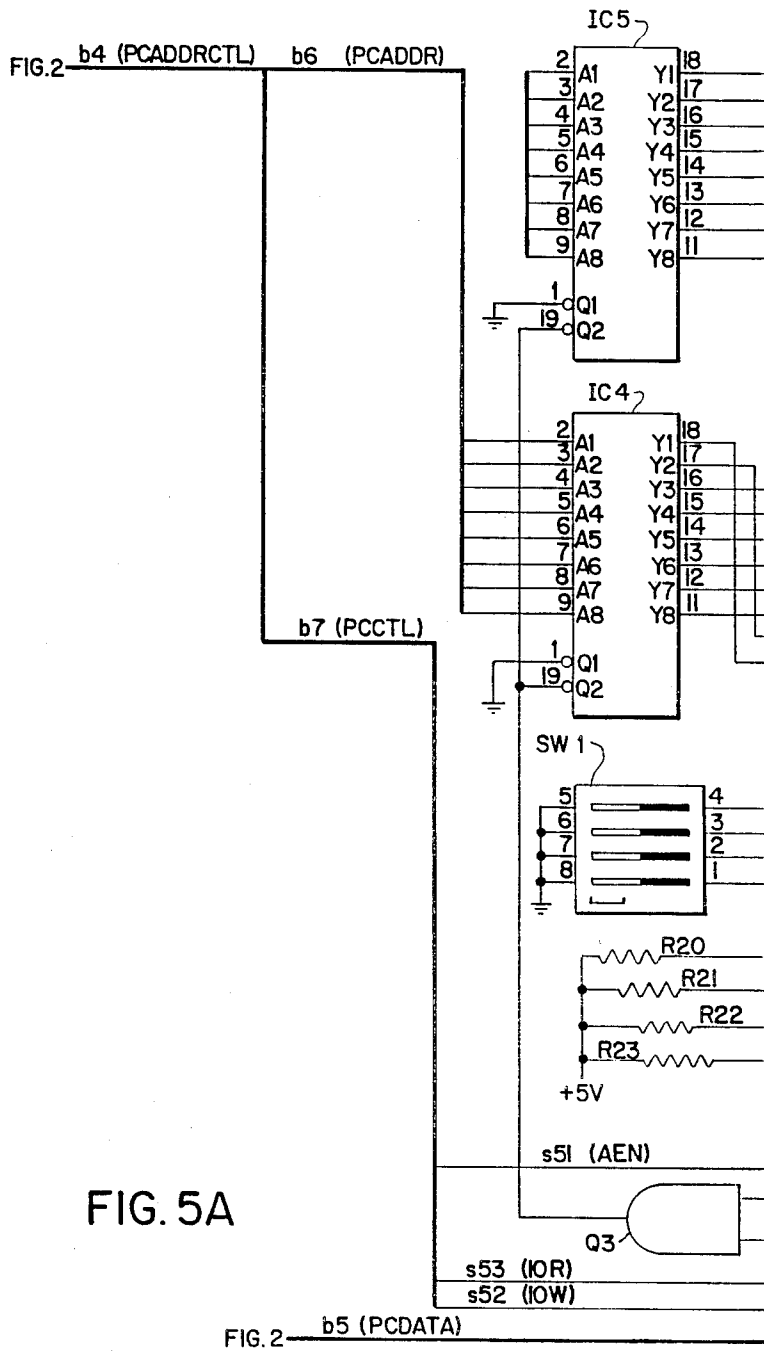 IC5
b4 (PCADDRCTL) b6 (PCADDR)
FIG.2
2 A1 Y1 18
3 A2 Y2 17
4 A3 Y3 16
5 A4 Y4 15
6 A5 Y5 14
7 A6 Y6 13
8 A7 Y7 12
9 A8 Y8 11
1 Q1
19 Q2
IC4
2 A1 Y1 18
3 A2 Y2 17
4 A3 Y3 16
5 A4 Y4 15
6 A5 Y5 14
7 A6 Y6 13
8 A7 Y7 12
9 A8 Y8 11
b7 (PCCTL)
1 Q1
19 Q2
SW1
5 4
6 3
7 2
8 1
R20
R21
R22
R23
+5V
s51 (AEN)
FIG. 5A
Q3
s53 (IOR)
s52 (IOW)
b5 (PCDATA)
FIG. 2